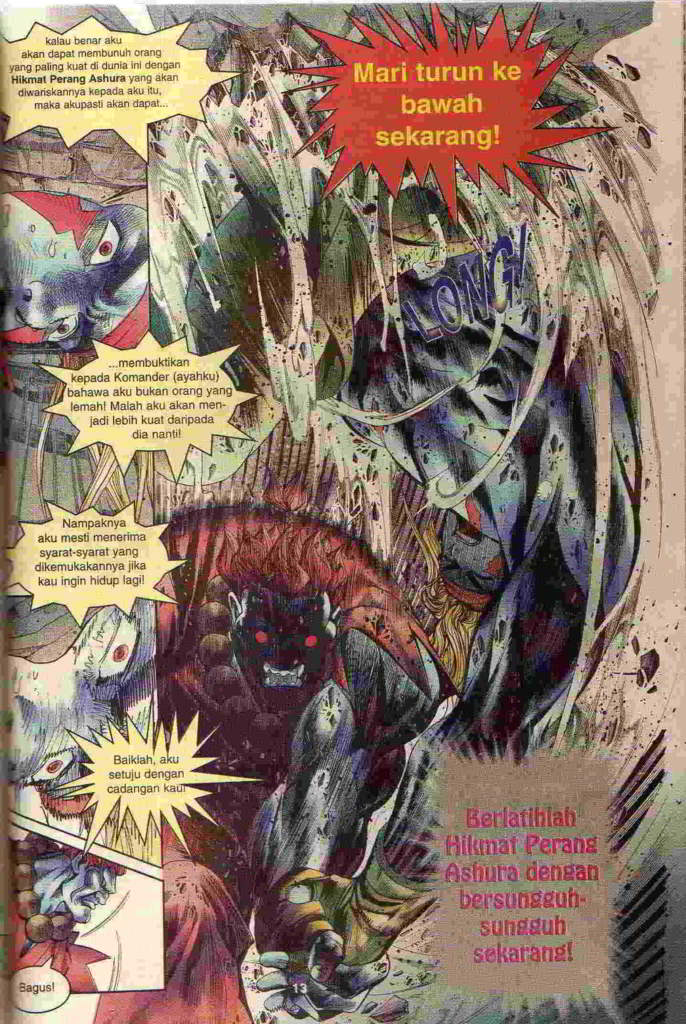 kalau benar aku
akan dapat membunuh orang
yang paling kuat di dunia ini dengan
Hikmat Perang Ashura yang akan
diwariskannya kepada aku itu,
maka akupasti akan dapat...
Mari turun ke
bawah
sekarang!
LONG!
...membuktikan
kepada Komander (ayahku)
bahawa aku bukan orang yang
lemah! Malah aku akan men-
jadi lebih kuat daripada
dia nanti!
Nampaknya
aku mesti menerima
syarat-syarat yang
dikemukakannya jika
kau ingin hidup lagi!
Baiklah, aku
setuju dengan
cadangan kau!
Berlatihlah
Hikmat Perang
Ashura dengan
bersungguh-
sungguh
sekarang!
Bagus!
13